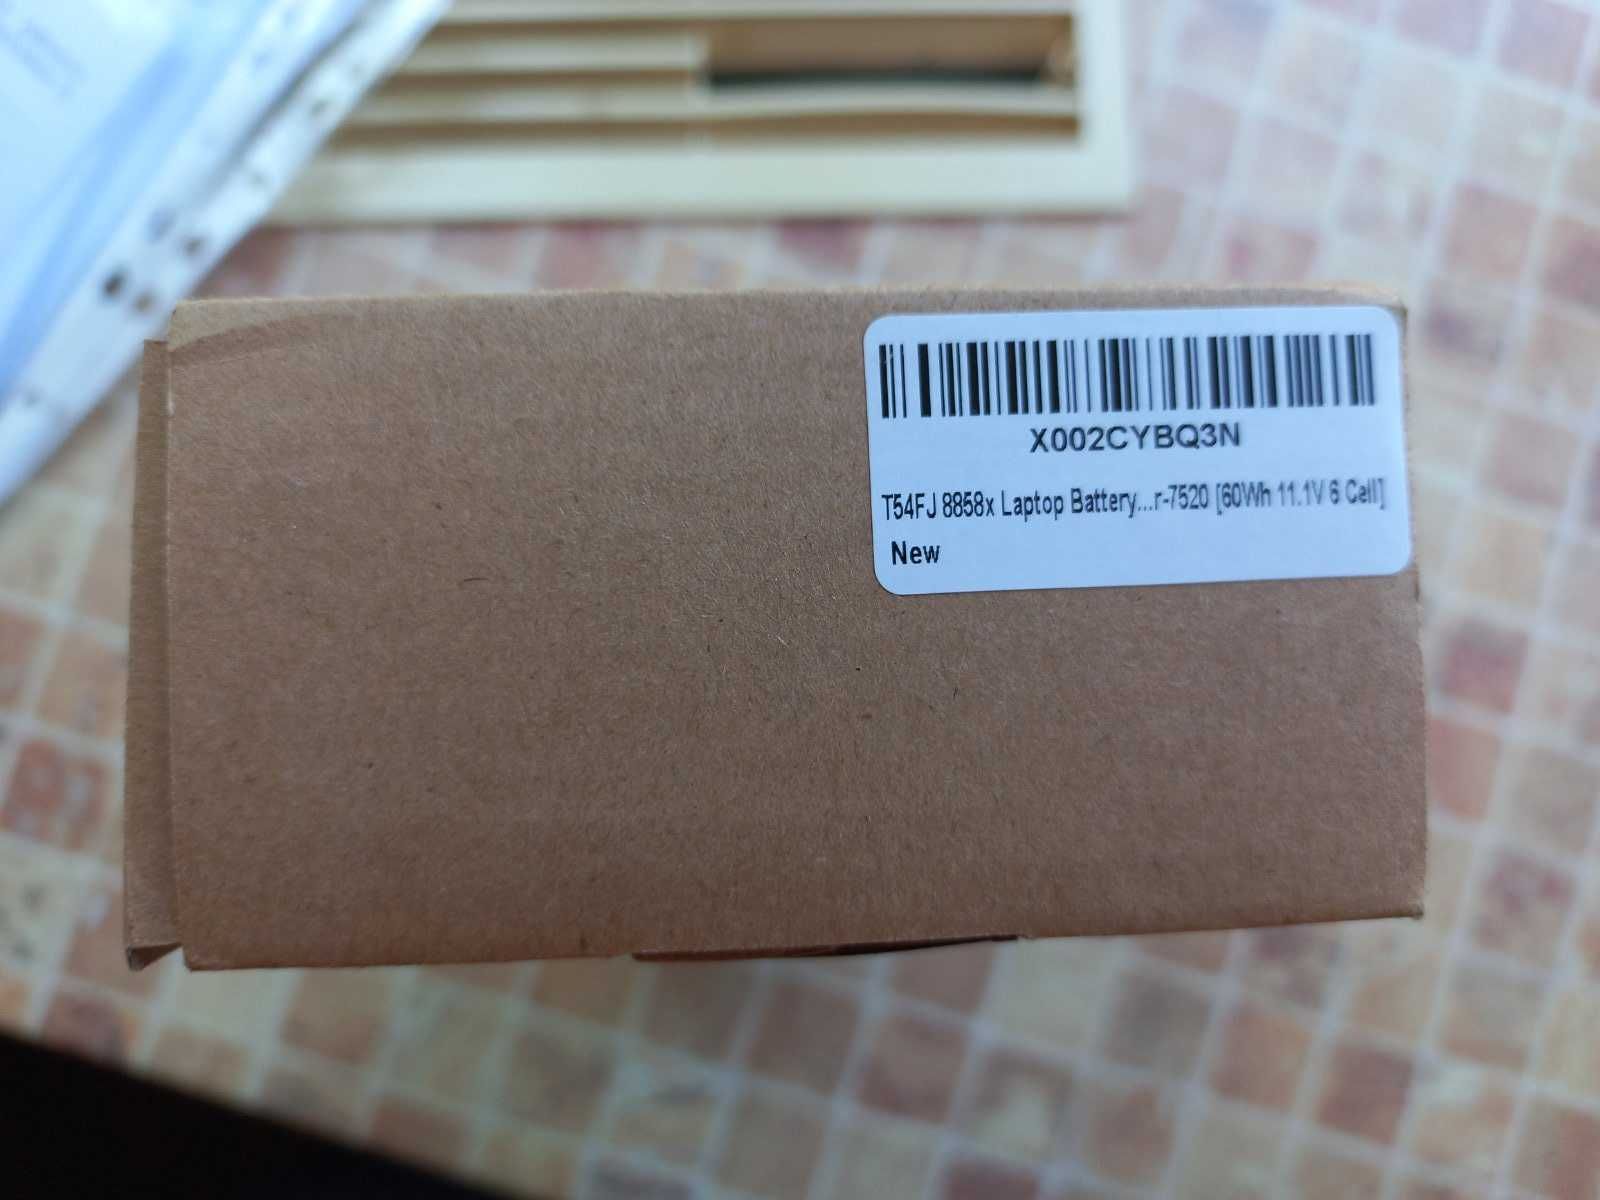 X002CYBQ3N
T54FJ 8858x Laptop Battery...r-7520 [60Wh 11.1V 6 Cell]
New